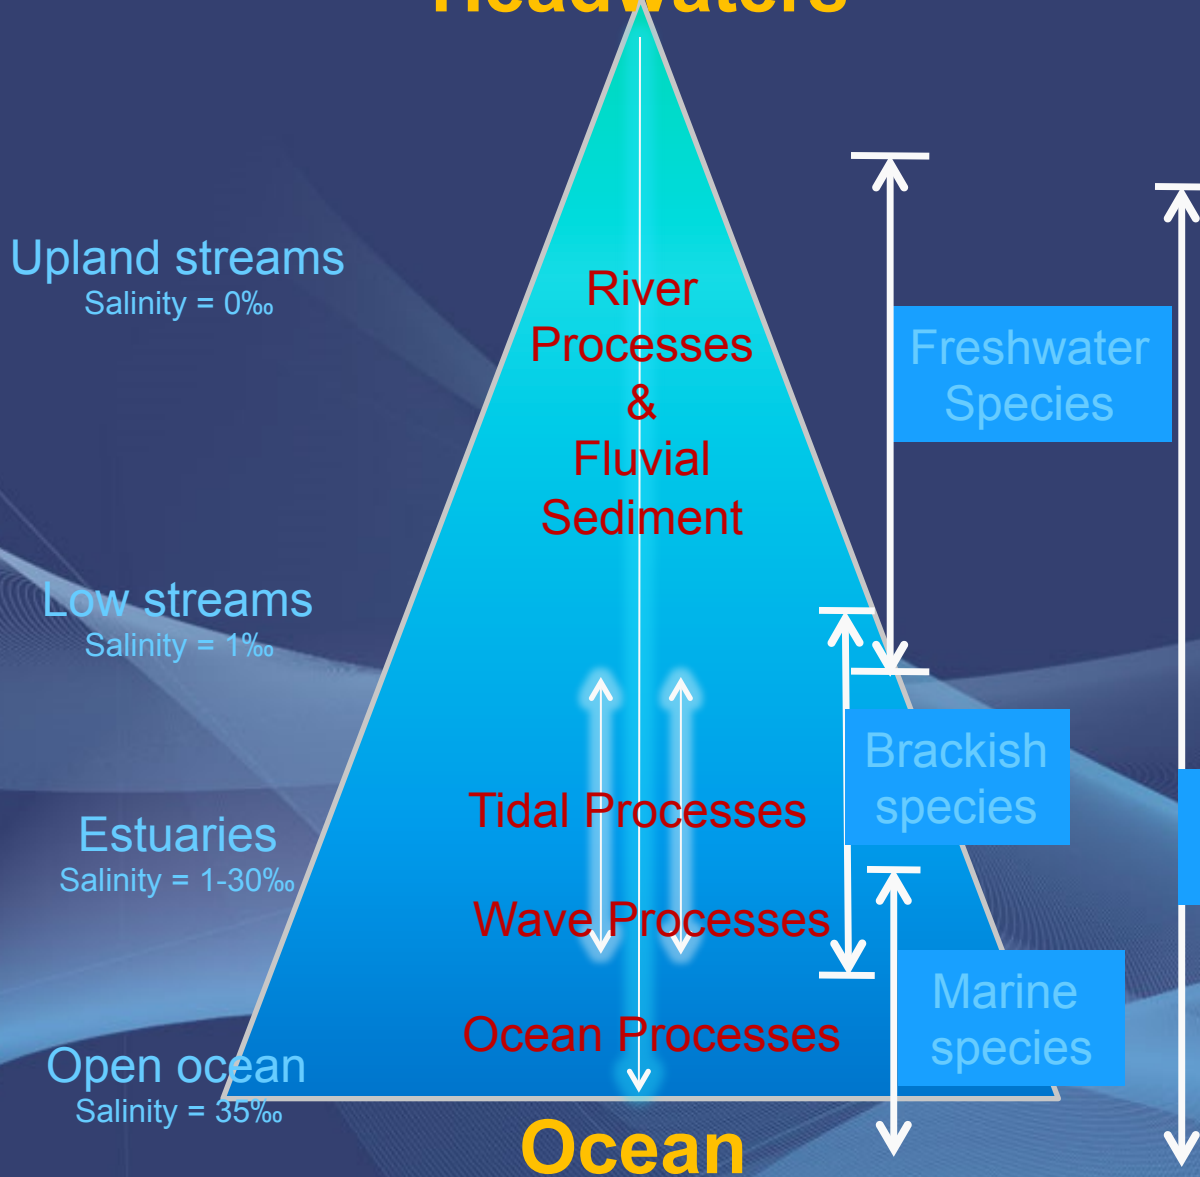 Headwaters
Upland streams
Salinity = 0‰
River
Processes
&
Fluvial
Sediment
Freshwater
Species
Low streams
Salinity = 1‰
Brackish
species
Tidal Processes
Estuaries
Salinity = 1-30‰
Wave Processes
Marine
species
Ocean Processes
Open ocean
Salinity = 35‰
Ocean